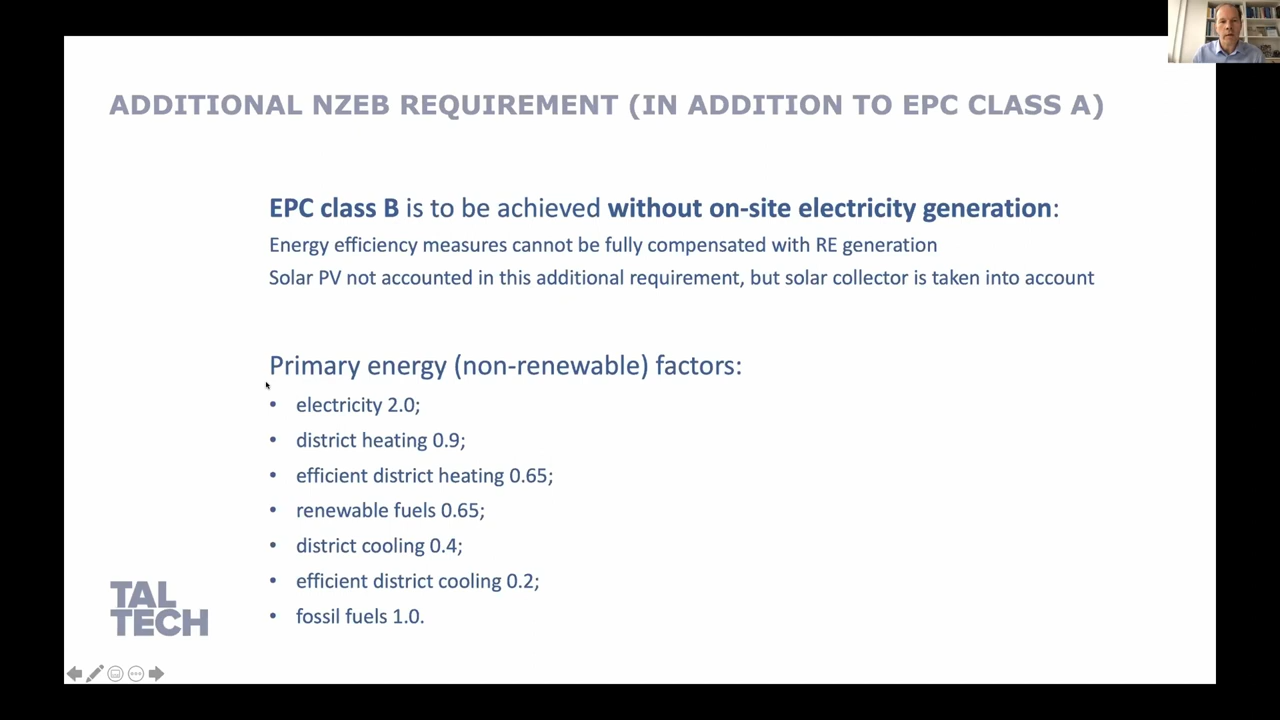 ADDITIONAL NZEB REQUIREMENT (IN ADDITION TO EPC CLASS A)
EPC class B is to be achieved without on-site electricity generation:
Energy efficiency measures cannot be fully compensated with RE generation
Solar PV not accounted in this additional requirement, but solar collector is taken into account
Primary energy (non-renewable) factors:
• electricity 2.0;
• district heating 0.9;
• efficient district heating 0.65;
• renewable fuels 0.65;
• district cooling 0.4;
• efficient district cooling 0.2;
• fossil fuels 1.0.
TAL
TECH